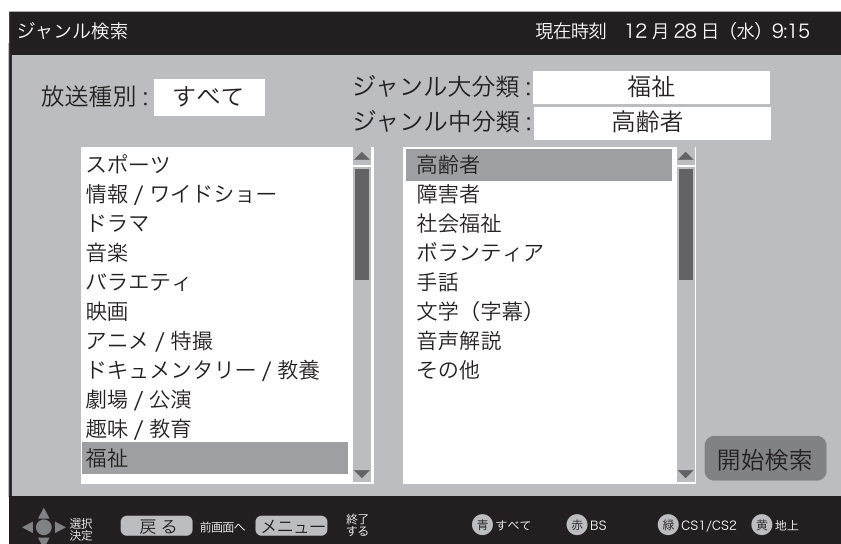 ジャンル検索 現在時刻 12月28日（水）9:15
放送種別 : すべて
ジャンル大分類 : 福祉
ジャンル中分類 : 高齢者
スポーツ
情報 / ワイドショー
ドラマ
音楽
バラエティ
映画
アニメ / 特撮
ドキュメンタリー / 教養
劇場 / 公演
趣味 / 教育
福祉
高齢者
障害者
社会福祉
ボランティア
手話
文学（字幕）
音声解説
その他
開始検索
選択
決定
戻る 前画面へ メニュー 終了
する
青 すべて 赤 BS 緑 CS1/CS2 黄 地上